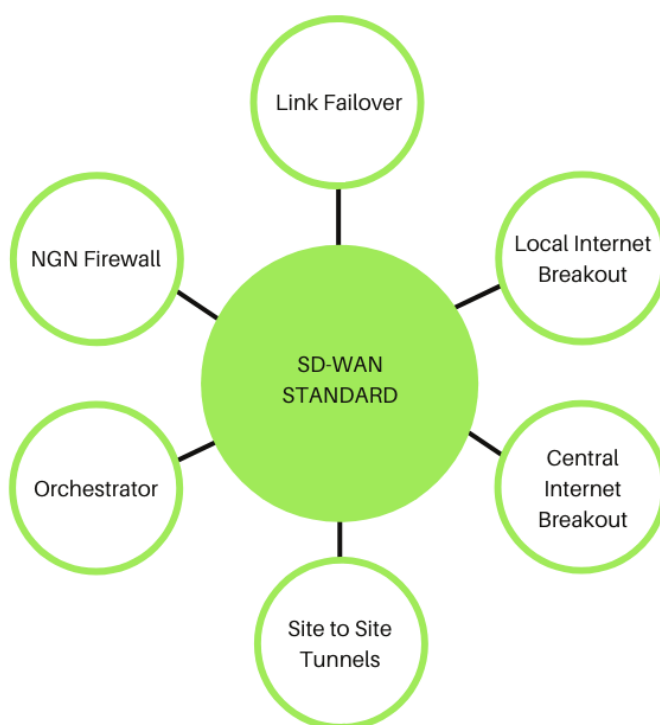 Link Failover
NGN Firewall
Local Internet
Breakout
SD-WAN
STANDARD
Orchestrator
Central
Internet
Breakout
Site to Site
Tunnels